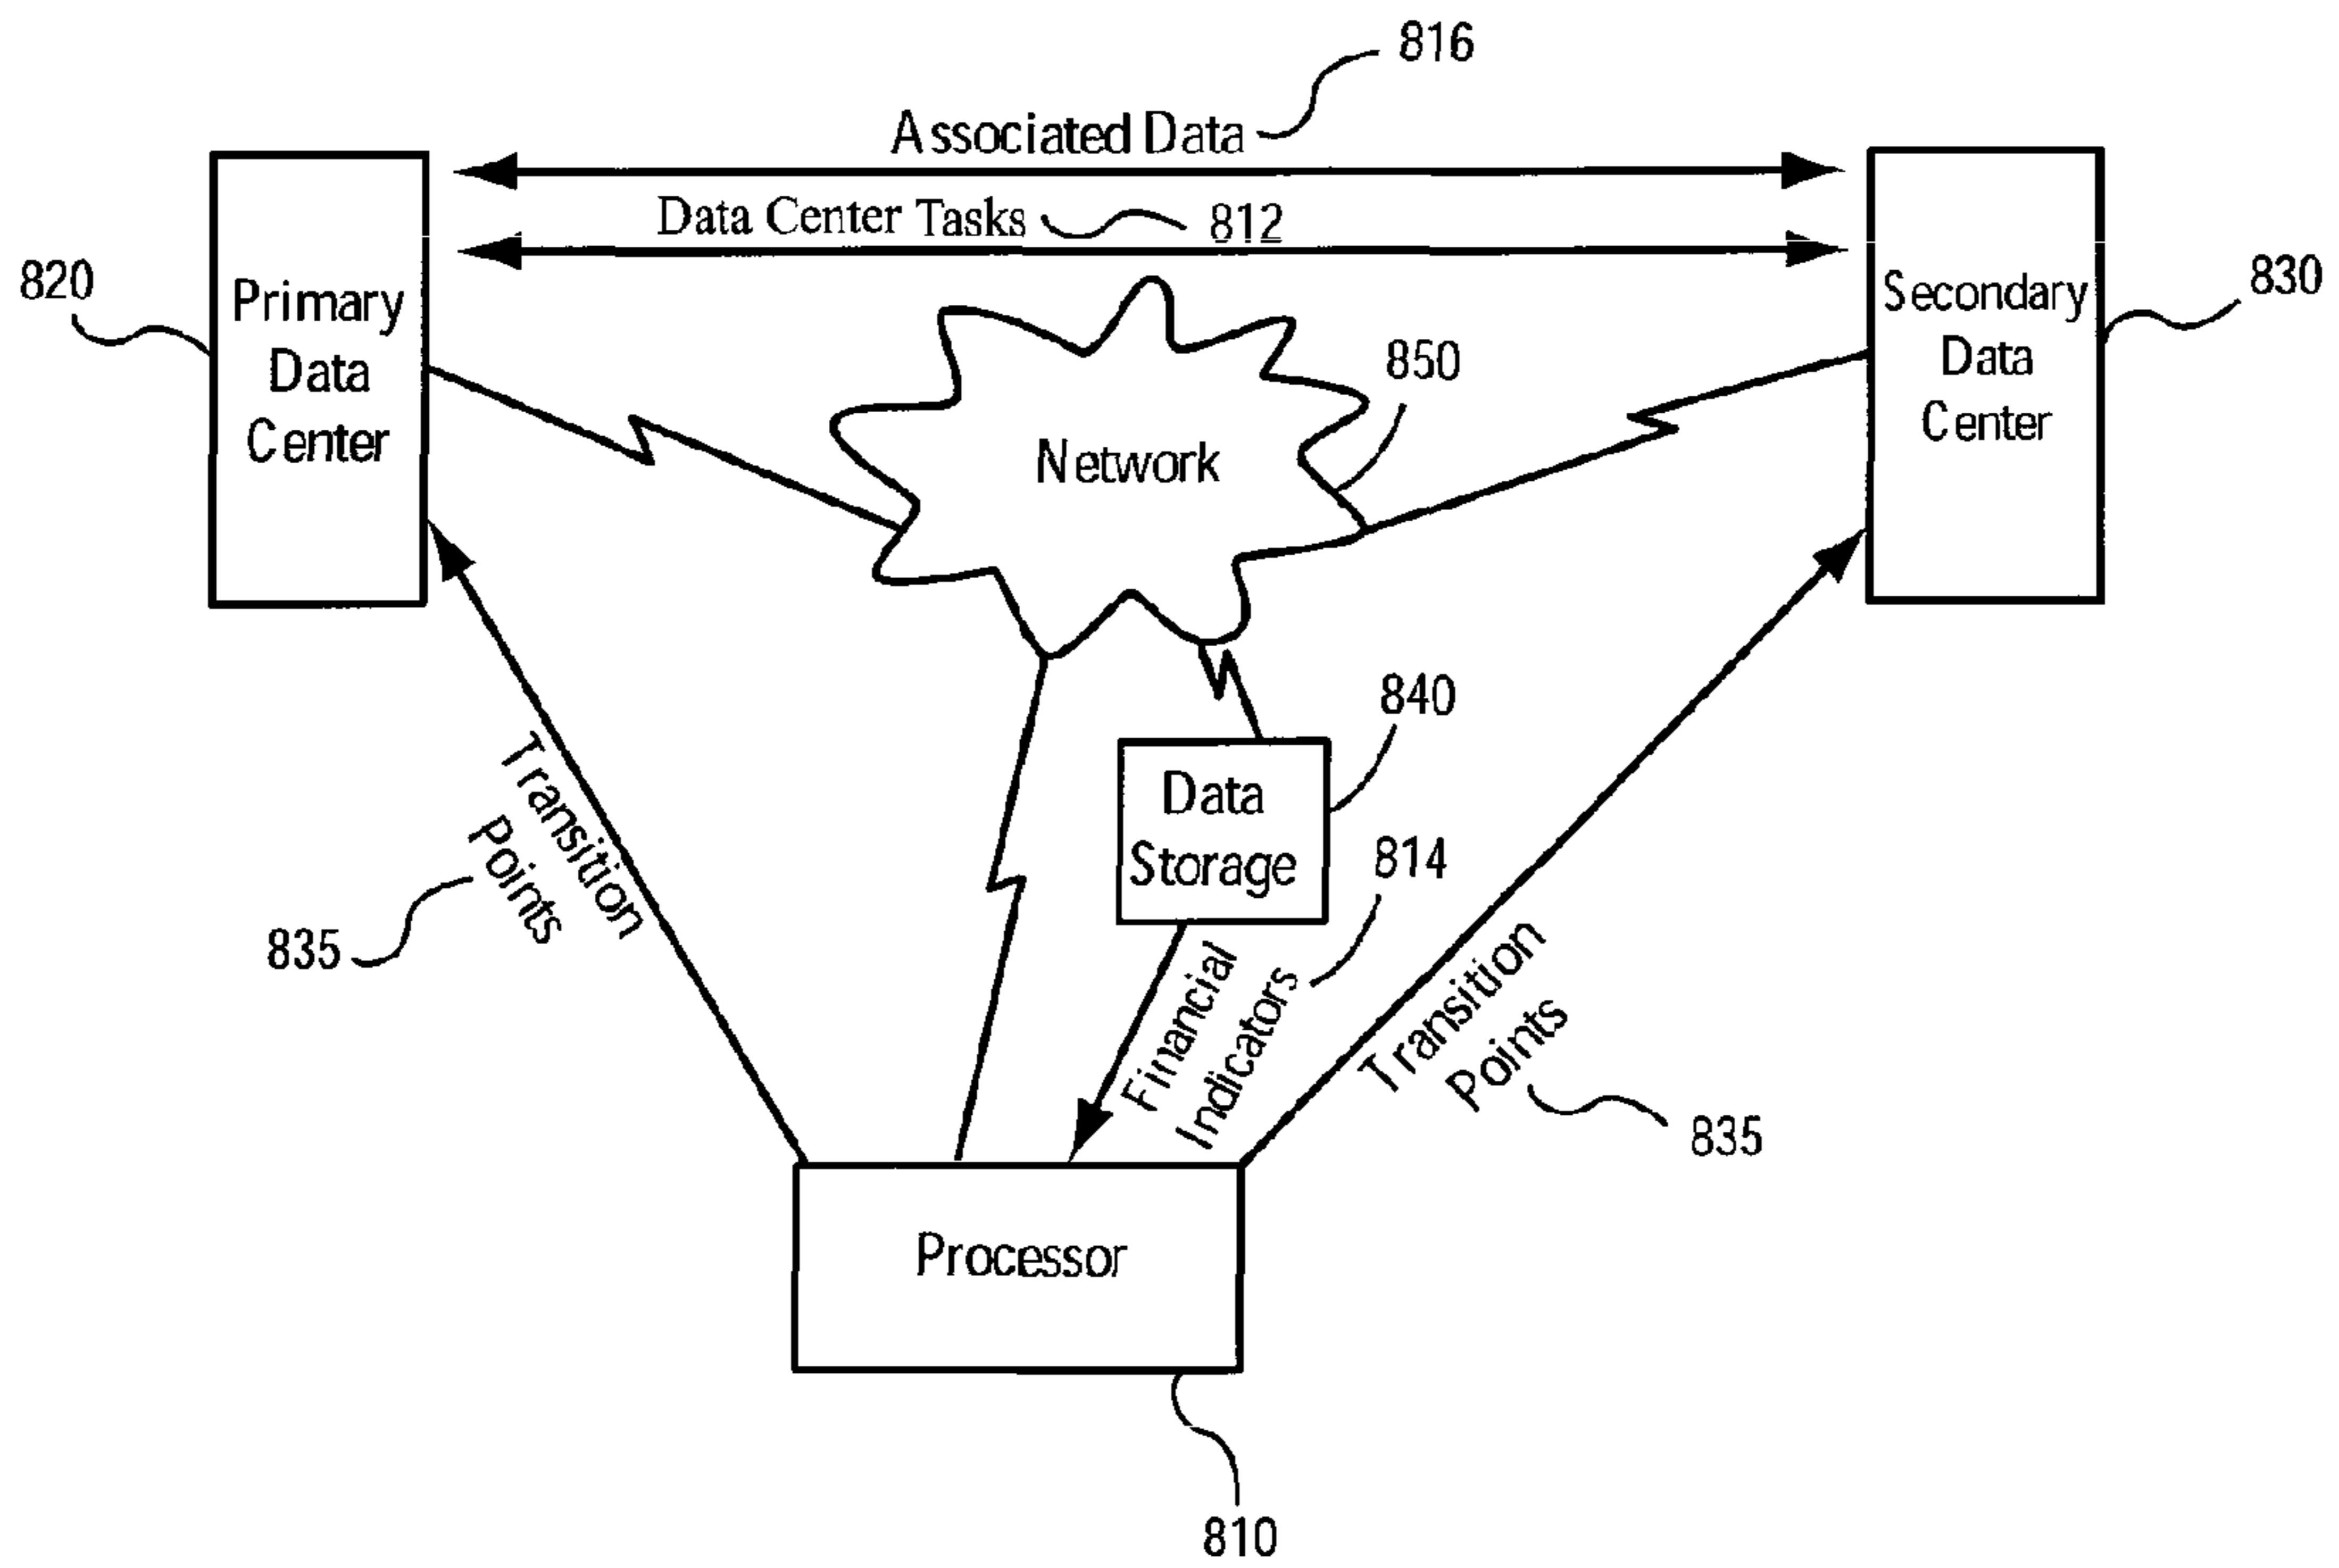 816
Associated Data
Data Center Tasks
812
820
Primary
Data
Center
830
Secondary
Data
Center
850
Network
840
Data
Storage
814
Financial
Indicators
Transition
Points
835
Transition
Points
835
Processor
810